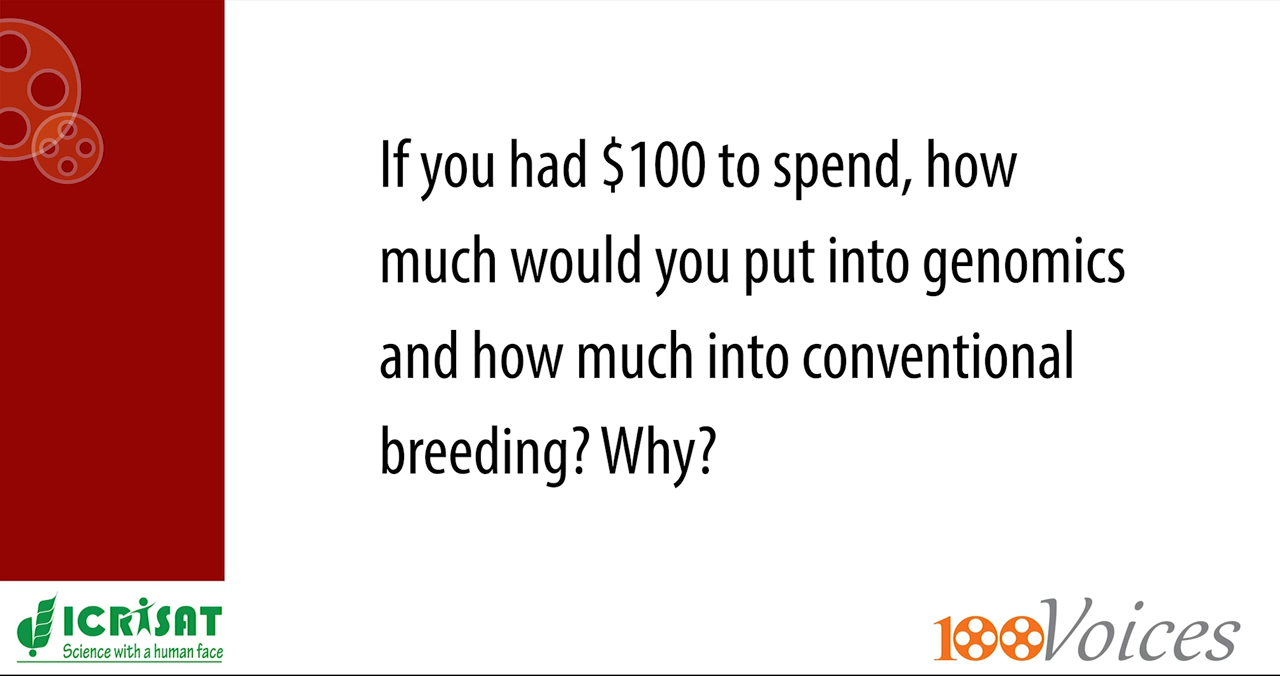 If you had $100 to spend, how
much would you put into genomics
and how much into conventional
breeding? Why?
ICRISAT
Science with a human face
100Voices